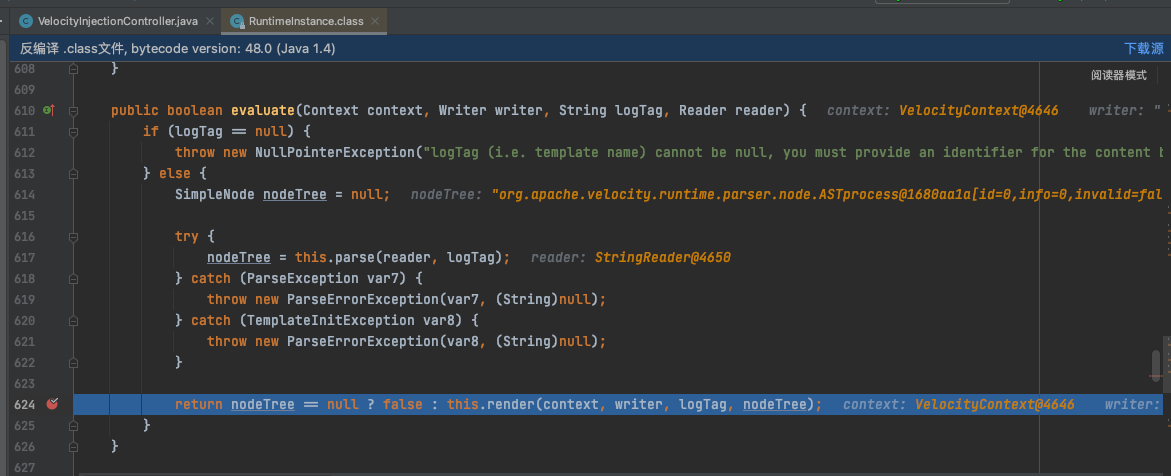 VelocityInjectionController.java RuntimeInstance.class
反编译 .class文件, bytecode version: 48.0 (Java 1.4) 下载源
608 }
阅读器模式
609
610 public boolean evaluate(Context context, Writer writer, String logTag, Reader reader) { context: VelocityContext@4646 writer: "
611 if (logTag == null) {
612 throw new NullPointerException("logTag (i.e. template name) cannot be null, you must provide an identifier for the content b
613 } else {
614 SimpleNode nodeTree = null; nodeTree: "org.apache.velocity.runtime.parser.node.ASTprocess@1680aa1a[id=0,info=0,invalid=fal
615
616 try {
617 nodeTree = this.parse(reader, logTag); reader: StringReader@4650
618 } catch (ParseException var7) {
619 throw new ParseErrorException(var7, (String)null);
620 } catch (TemplateInitException var8) {
621 throw new ParseErrorException(var8, (String)null);
622 }
623
624 return nodeTree == null ? false : this.render(context, writer, logTag, nodeTree); context: VelocityContext@4646 writer:
625 }
626 }
627